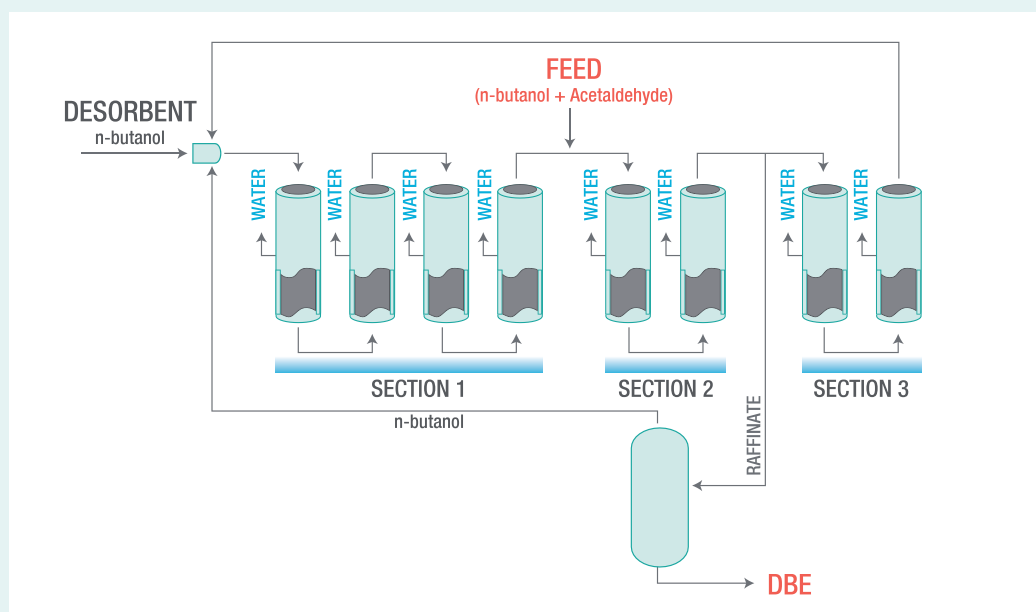 FEED
(n-butanol + Acetaldehyde)
DESORBENT
n-butanol
WATER
WATER
WATER
WATER
WATER
WATER
WATER
WATER
SECTION 1
SECTION 2
SECTION 3
n-butanol
RAFFINATE
DBE